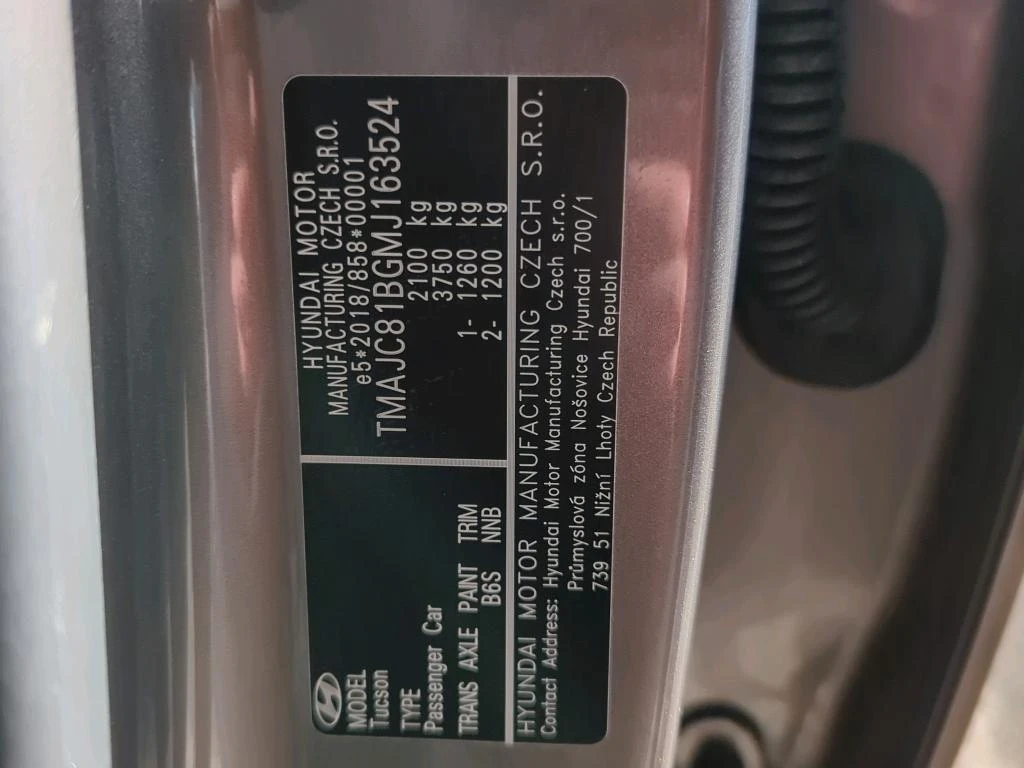 MODEL
Tucson
TYPE
Passenger Car
TRANS AXLE PAINT TRIM
B6S NNB
HYUNDAI MOTOR
MANUFACTURING CZECH S.R.O.
e5*2018/858*00001
TMAJC81BGMJ163524
2100 kg
3750 kg
1- 1260 kg
2- 1200 kg
HYUNDAI MOTOR MANUFACTURING CZECH S.R.O.
Contact Address: Hyundai Motor Manufacturing Czech s.r.o.
Průmyslová zóna Nošovice Hyundai 700/1
739 51 Nižní Lhoty Czech Republic